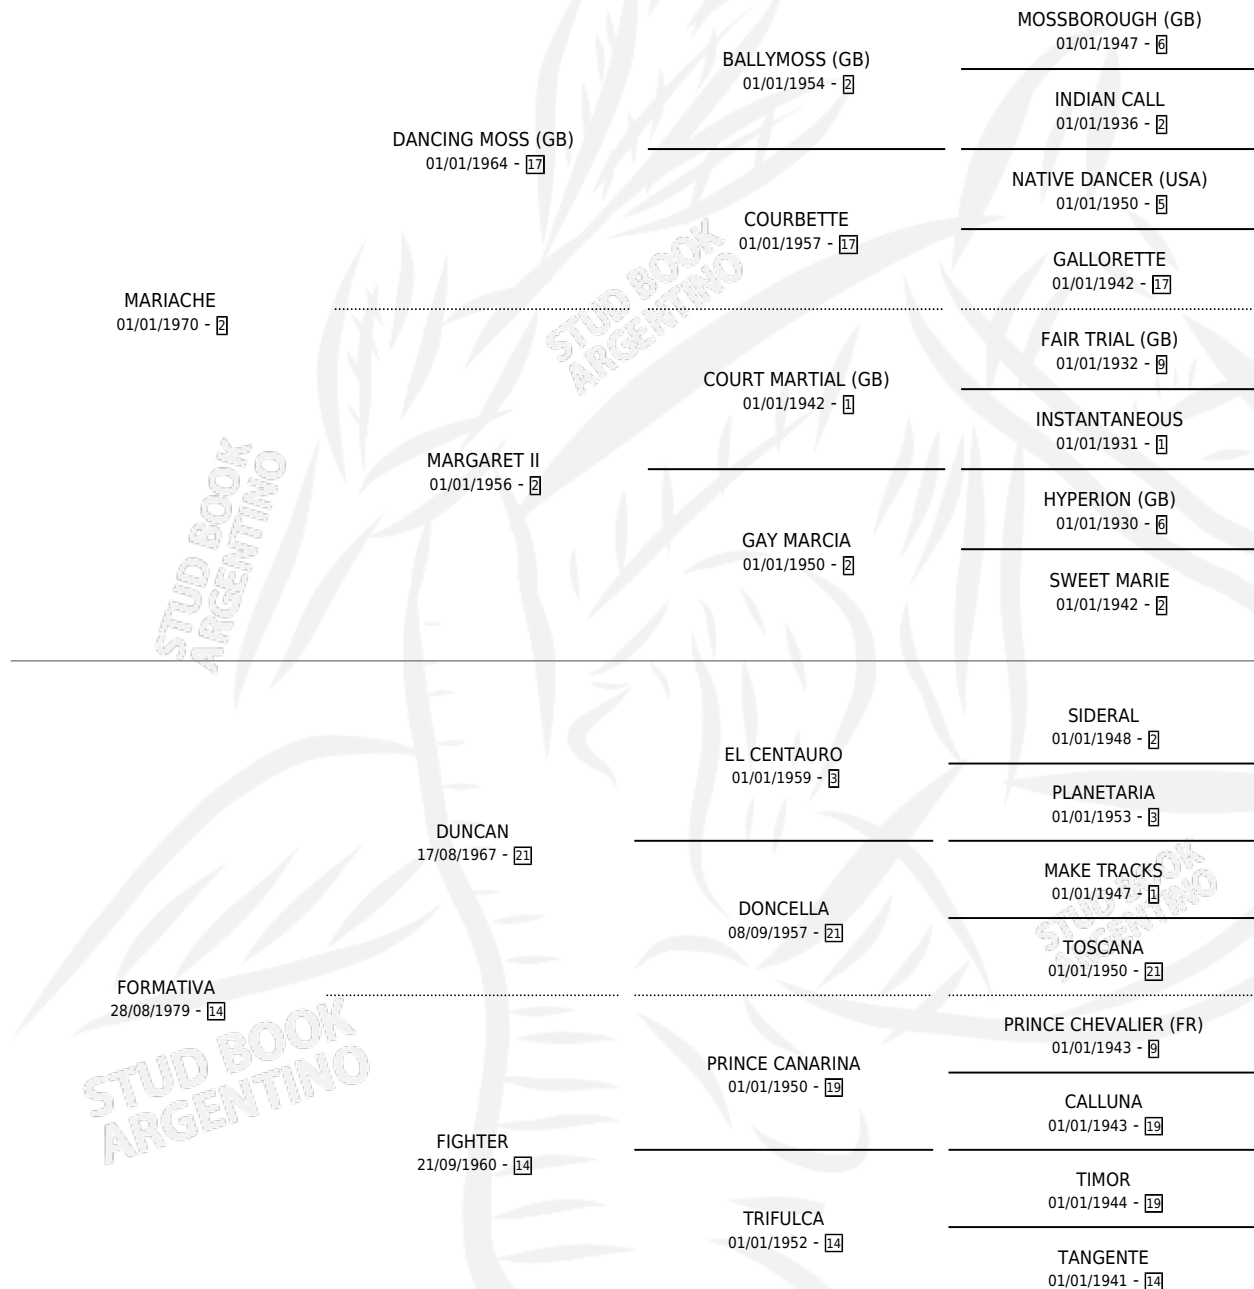 MOSSBOROUGH (GB)
01/01/1947 - 6
BALLYMOSS (GB)
01/01/1954 - 2
INDIAN CALL
01/01/1936 - 2
DANCING MOSS (GB)
01/01/1964 - 17
NATIVE DANCER (USA)
01/01/1950 - 5
COURBETTE
01/01/1957 - 17
GALLORETTE
01/01/1942 - 17
MARIACHE
01/01/1970 - 2
FAIR TRIAL (GB)
01/01/1932 - 9
COURT MARTIAL (GB)
01/01/1942 - 1
INSTANTANEOUS
01/01/1931 - 1
MARGARET II
01/01/1956 - 2
HYPERION (GB)
01/01/1930 - 6
GAY MARCIA
01/01/1950 - 2
SWEET MARIE
01/01/1942 - 2
STUD BOOK
ARGENTINO
STUD BOOK
ARGENTINO
SIDERAL
01/01/1948 - 2
EL CENTAURO
01/01/1959 - 3
PLANETARIA
01/01/1953 - 3
DUNCAN
17/08/1967 - 21
MAKE TRACKS
01/01/1947 - 1
DONCELLA
08/09/1957 - 21
TOSCANA
01/01/1950 - 21
FORMATIVA
28/08/1979 - 14
PRINCE CHEVALIER (FR)
01/01/1943 - 9
PRINCE CANARINA
01/01/1950 - 19
CALLUNA
01/01/1943 - 19
FIGHTER
21/09/1960 - 14
TIMOR
01/01/1944 - 19
TRIFULCA
01/01/1952 - 14
TANGENTE
01/01/1941 - 14
STUD BOOK
ARGENTINO
STUD BOOK
ARGENTINO